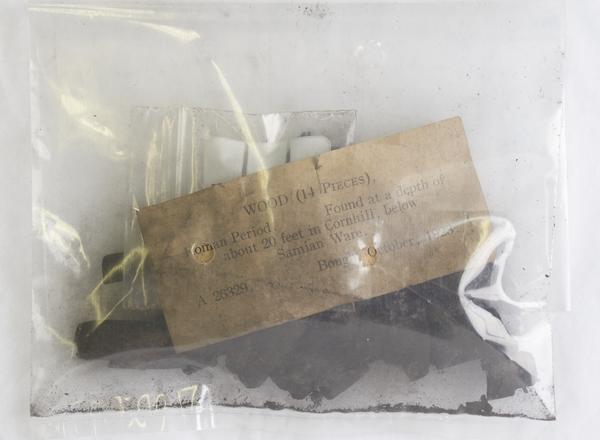 WOOD (14 PIECES).
Roman Period. Found at a depth of
about 20 feet in Cornhill, below
Samian Ware.
October,
A 26329.